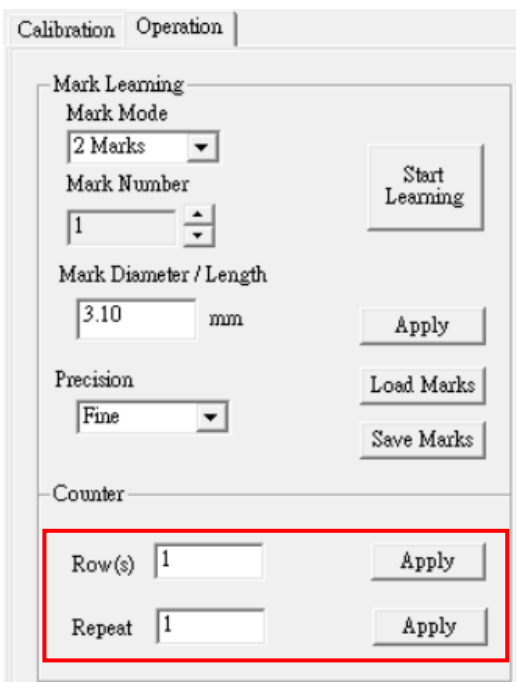 Calibration Operation
Mark Learning
Mark Mode
2 Marks
Start
Learning
Mark Number
1
Mark Diameter / Length
3.10 mm Apply
Precision
Load Marks
Fine
Save Marks
Counter
Row(s) 1 Apply
Repeat 1 Apply